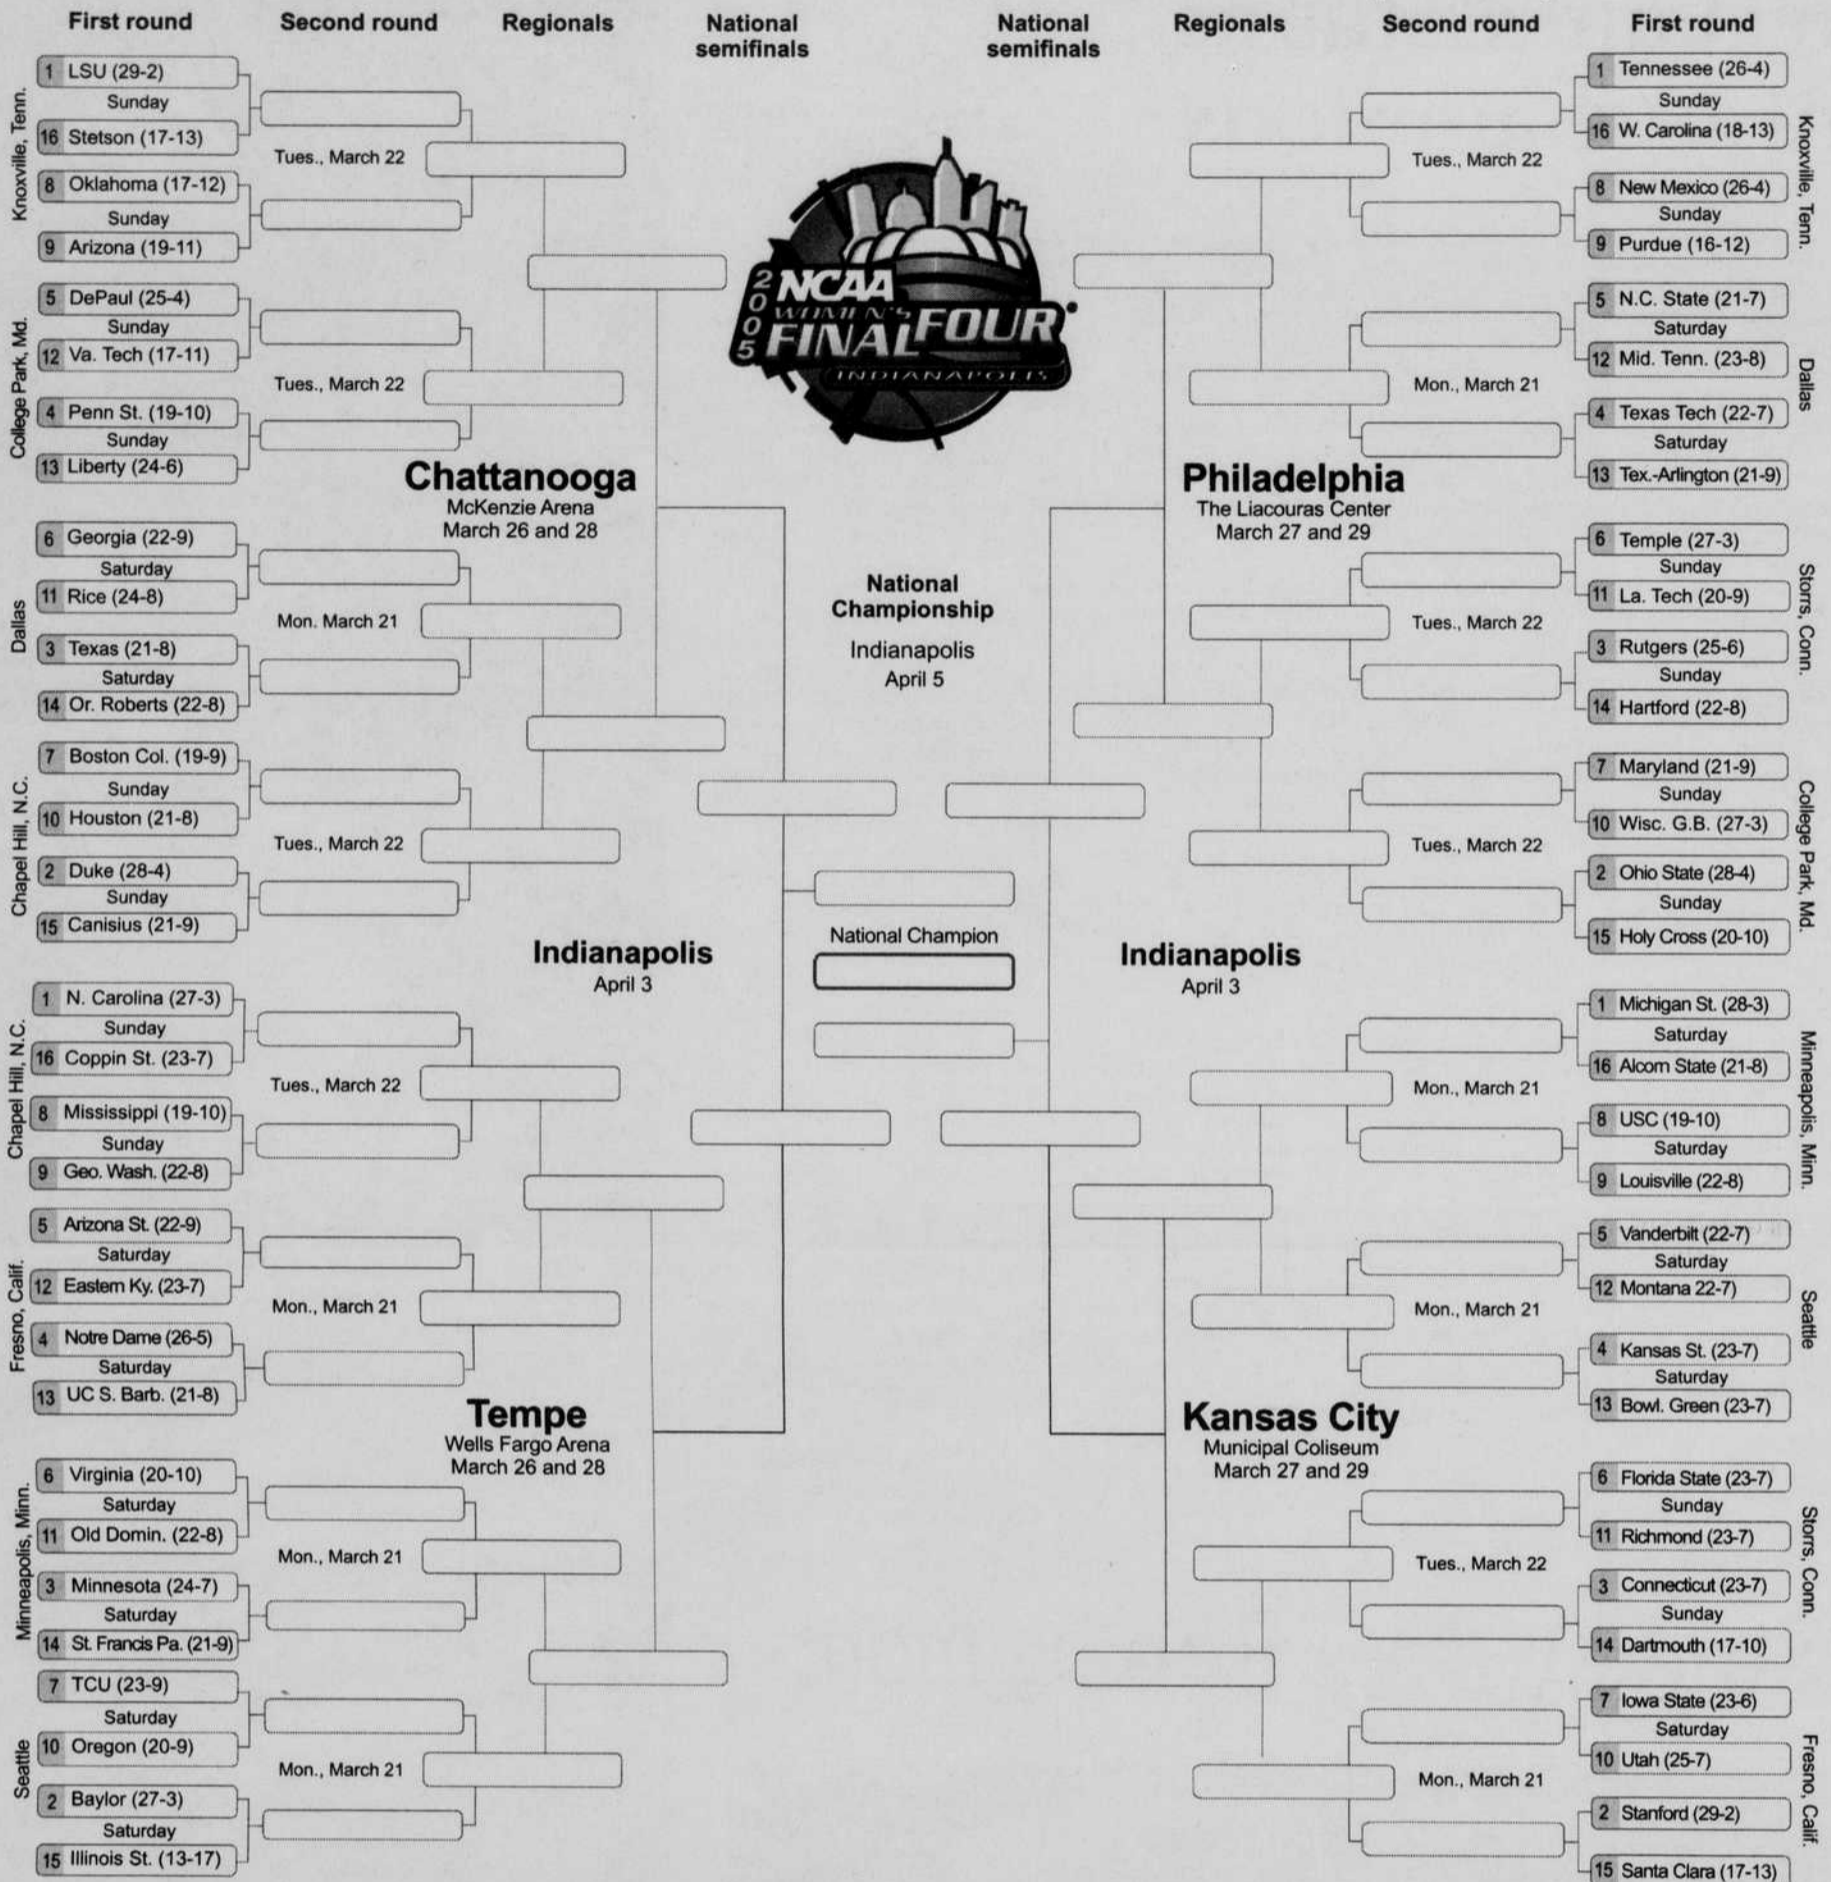 First round
Second round
Regionals
National
semifinals
National
semifinals
Regionals
Second round
First round
Knoxville, Tenn.
1 LSU (29-2)
Sunday
16 Stetson (17-13)
Tues., March 22
8 Oklahoma (17-12)
Sunday
9 Arizona (19-11)
College Park, Md.
5 DePaul (25-4)
Sunday
12 Va. Tech (17-11)
Tues., March 22
4 Penn St. (19-10)
Sunday
13 Liberty (24-6)
Chattanooga
McKenzie Arena
March 26 and 28
Dallas
6 Georgia (22-9)
Saturday
11 Rice (24-8)
Mon. March 21
3 Texas (21-8)
Saturday
14 Or. Roberts (22-8)
Chapel Hill, N.C.
7 Boston Col. (19-9)
Sunday
10 Houston (21-8)
Tues., March 22
2 Duke (28-4)
Sunday
15 Canisius (21-9)
Indianapolis
April 3
Chapel Hill, N.C.
1 N. Carolina (27-3)
Sunday
16 Coppin St. (23-7)
Tues., March 22
8 Mississippi (19-10)
Sunday
9 Geo. Wash. (22-8)
Fresno, Calif.
5 Arizona St. (22-9)
Saturday
12 Eastern Ky. (23-7)
Mon., March 21
4 Notre Dame (26-5)
Saturday
13 UC S. Barb. (21-8)
Tempe
Wells Fargo Arena
March 26 and 28
Minneapolis, Minn.
6 Virginia (20-10)
Saturday
11 Old Domin. (22-8)
Mon., March 21
3 Minnesota (24-7)
Saturday
14 St. Francis Pa. (21-9)
Seattle
7 TCU (23-9)
Saturday
10 Oregon (20-9)
Mon., March 21
2 Baylor (27-3)
Saturday
15 Illinois St. (13-17)
2005
NCAA
WOMEN'S
FINAL FOUR
INDIANAPOLIS
National
Championship
Indianapolis
April 5
National Champion
Knoxville, Tenn.
1 Tennessee (26-4)
Sunday
16 W. Carolina (18-13)
Tues., March 22
8 New Mexico (26-4)
Sunday
9 Purdue (16-12)
Dallas
5 N.C. State (21-7)
Saturday
12 Mid. Tenn. (23-8)
Mon., March 21
4 Texas Tech (22-7)
Saturday
13 Tex.-Arlington (21-9)
Philadelphia
The Liacouras Center
March 27 and 29
Storrs, Conn.
6 Temple (27-3)
Sunday
11 La. Tech (20-9)
Tues., March 22
3 Rutgers (25-6)
Sunday
14 Hartford (22-8)
College Park, Md.
7 Maryland (21-9)
Sunday
10 Wisc. G.B. (27-3)
Tues., March 22
2 Ohio State (28-4)
Sunday
15 Holy Cross (20-10)
Indianapolis
April 3
Minneapolis, Minn.
1 Michigan St. (28-3)
Saturday
16 Alcorn State (21-8)
Mon., March 21
8 USC (19-10)
Saturday
9 Louisville (22-8)
Seattle
5 Vanderbilt (22-7)
Saturday
12 Montana 22-7)
Mon., March 21
4 Kansas St. (23-7)
Saturday
13 Bowl. Green (23-7)
Kansas City
Municipal Coliseum
March 27 and 29
Storrs, Conn.
6 Florida State (23-7)
Sunday
11 Richmond (23-7)
Tues., March 22
3 Connecticut (23-7)
Sunday
14 Dartmouth (17-10)
Fresno, Calif.
7 Iowa State (23-6)
Saturday
10 Utah (25-7)
Mon., March 21
2 Stanford (29-2)
15 Santa Clara (17-13)